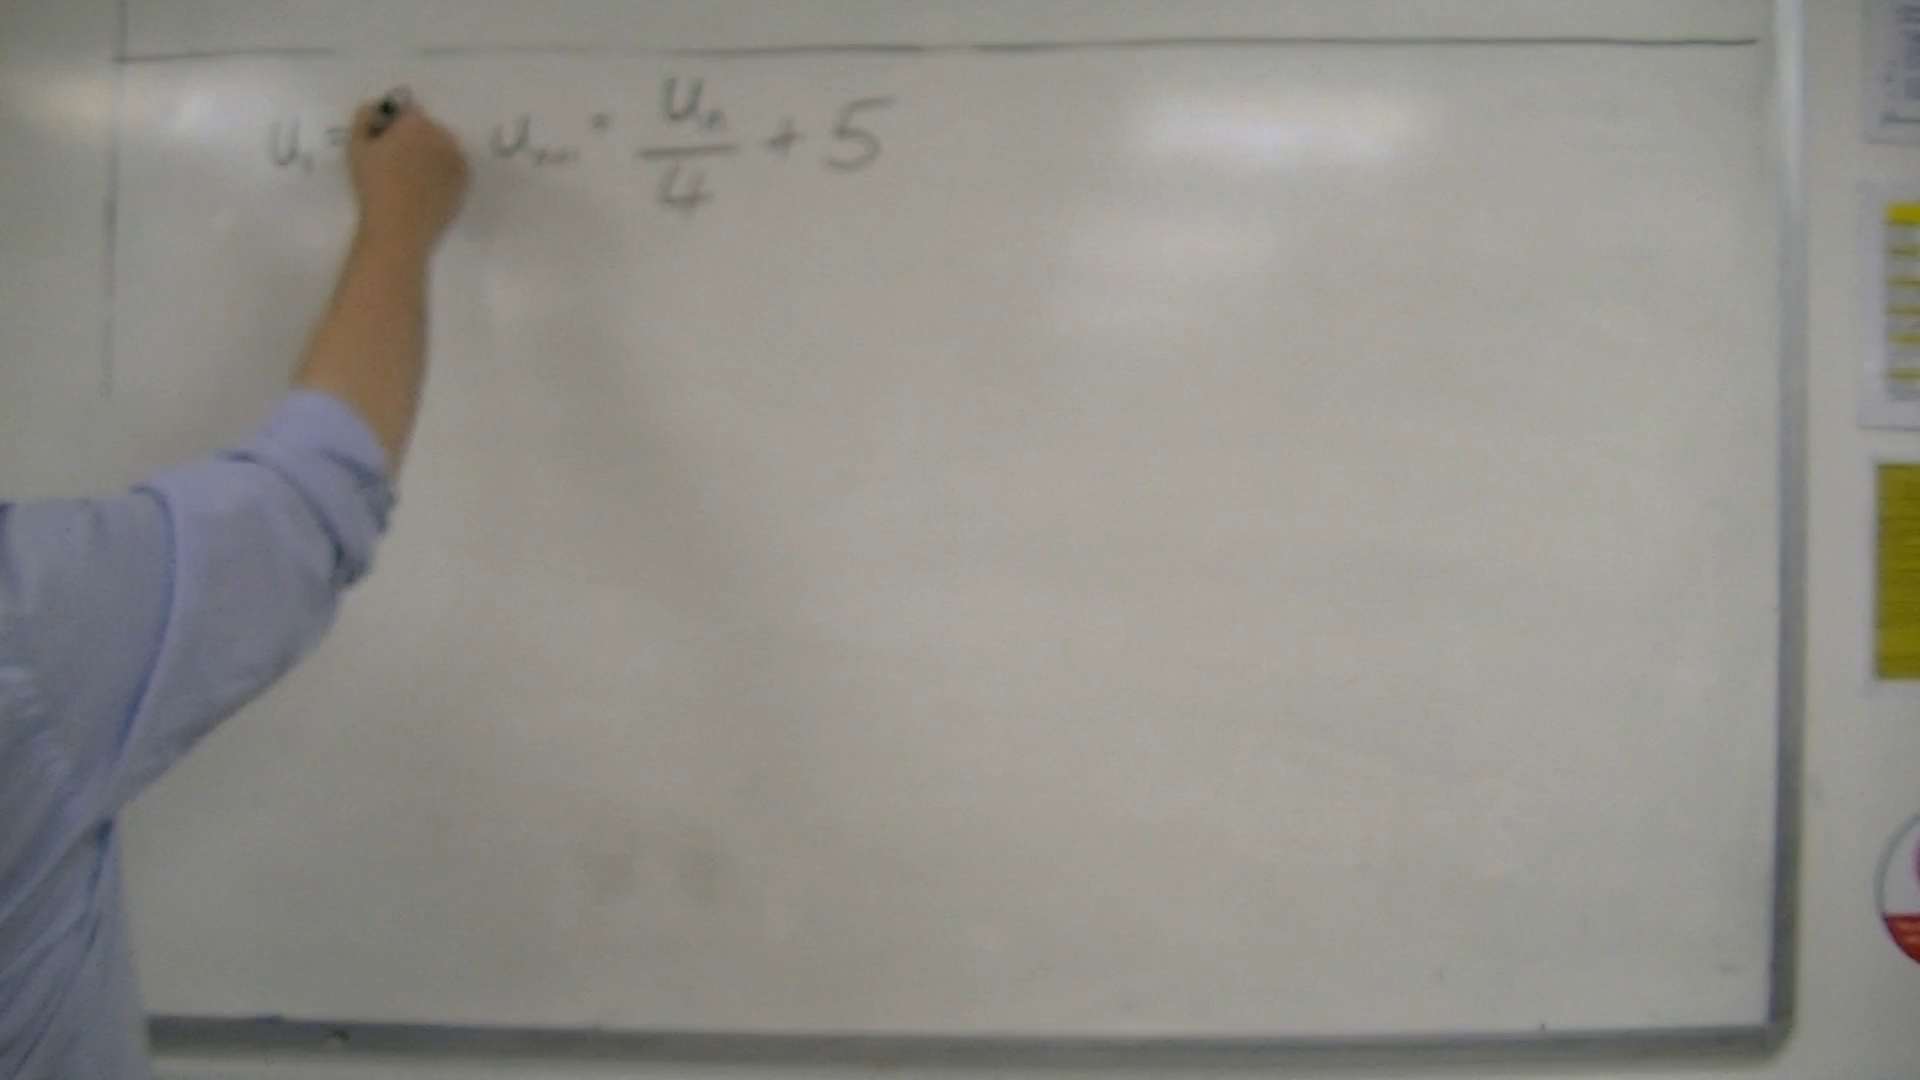 u₁ = uₙ₊₁ = uₙ/4 + 5